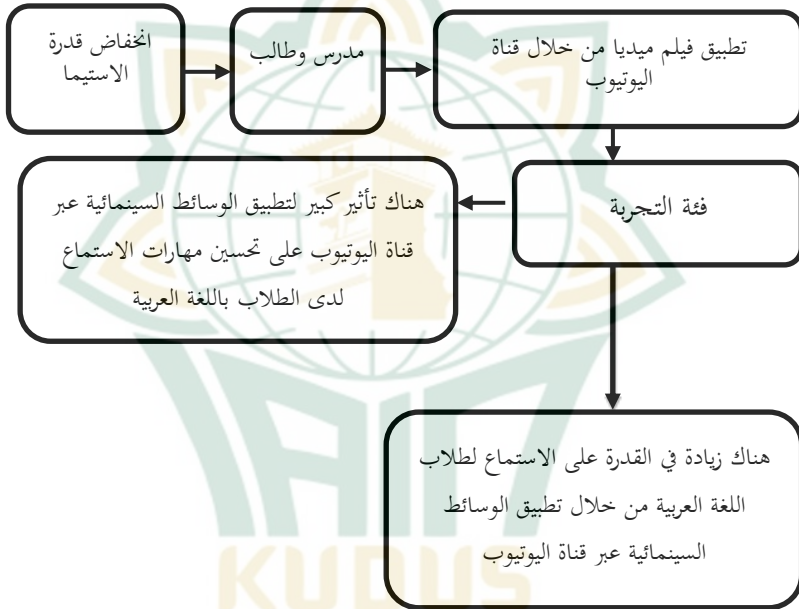 انخفاض قدرة
الاستيما
مدرس وطالب
تطبيق فيلم ميديا من خلال قناة
اليوتيوب
فئة التجربة
هناك تأثير كبير لتطبيق الوسائط السينمائية عبر
قناة اليوتيوب على تحسين مهارات الاستماع
لدى الطلاب باللغة العربية
هناك زيادة في القدرة على الاستماع لطلاب
اللغة العربية من خلال تطبيق الوسائط
السينمائية عبر قناة اليوتيوب
IAIN
KUDUS